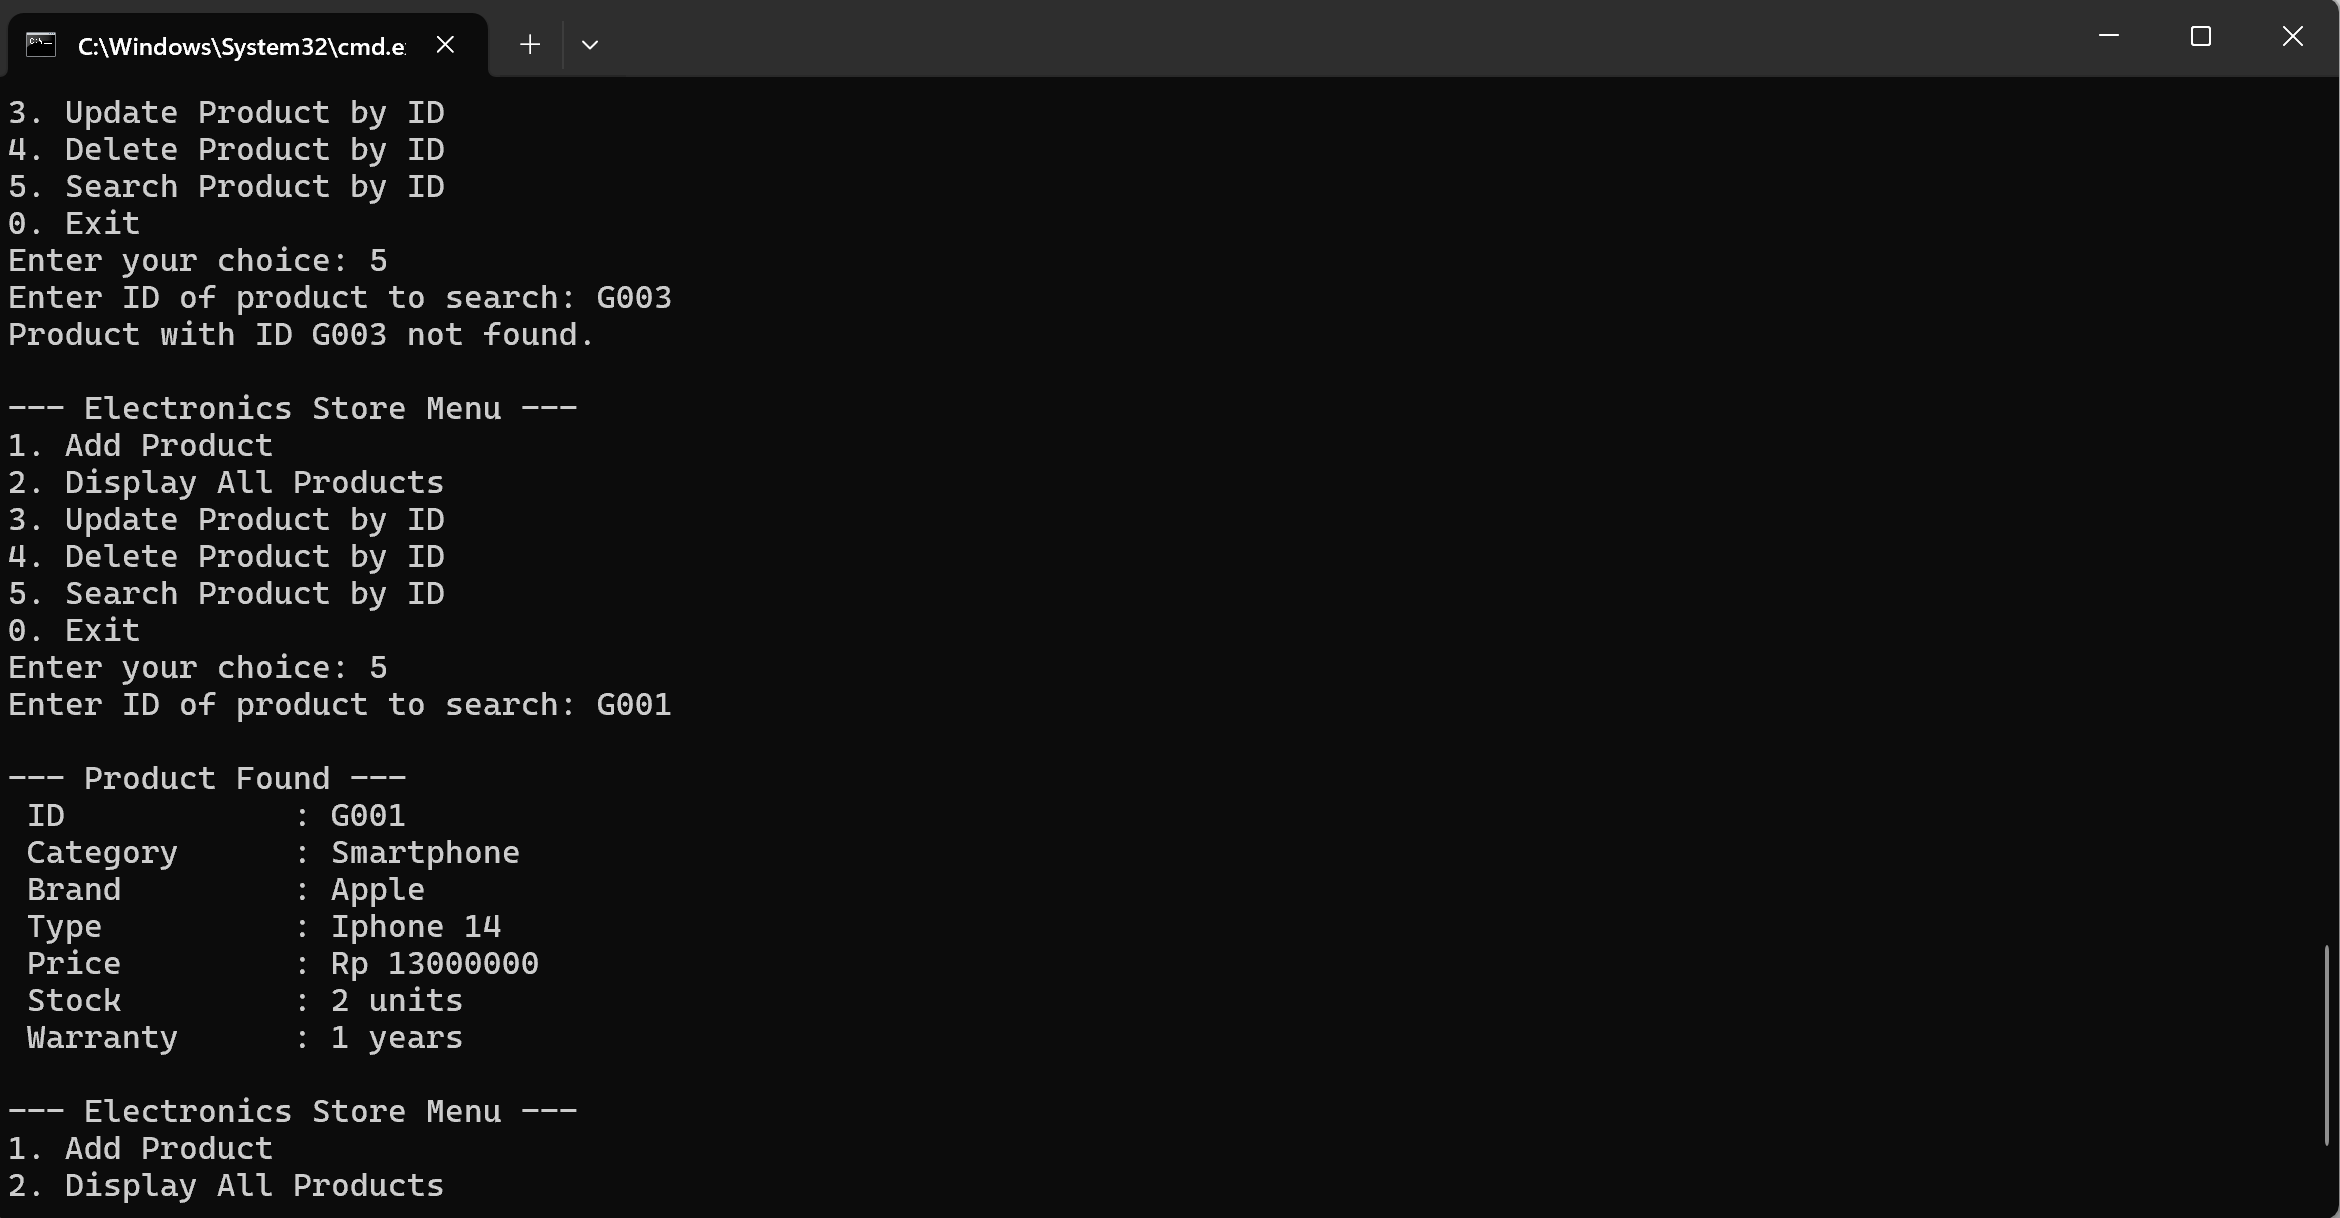 C:\Windows\System32\cmd.e
3. Update Product by ID
4. Delete Product by ID
5. Search Product by ID
0. Exit
Enter your choice: 5
Enter ID of product to search: G003
Product with ID G003 not found.
--- Electronics Store Menu ---
1. Add Product
2. Display All Products
3. Update Product by ID
4. Delete Product by ID
5. Search Product by ID
0. Exit
Enter your choice: 5
Enter ID of product to search: G001
--- Product Found ---
ID : G001
Category : Smartphone
Brand : Apple
Type : Iphone 14
Price : Rp 13000000
Stock : 2 units
Warranty : 1 years
--- Electronics Store Menu ---
1. Add Product
2. Display All Products